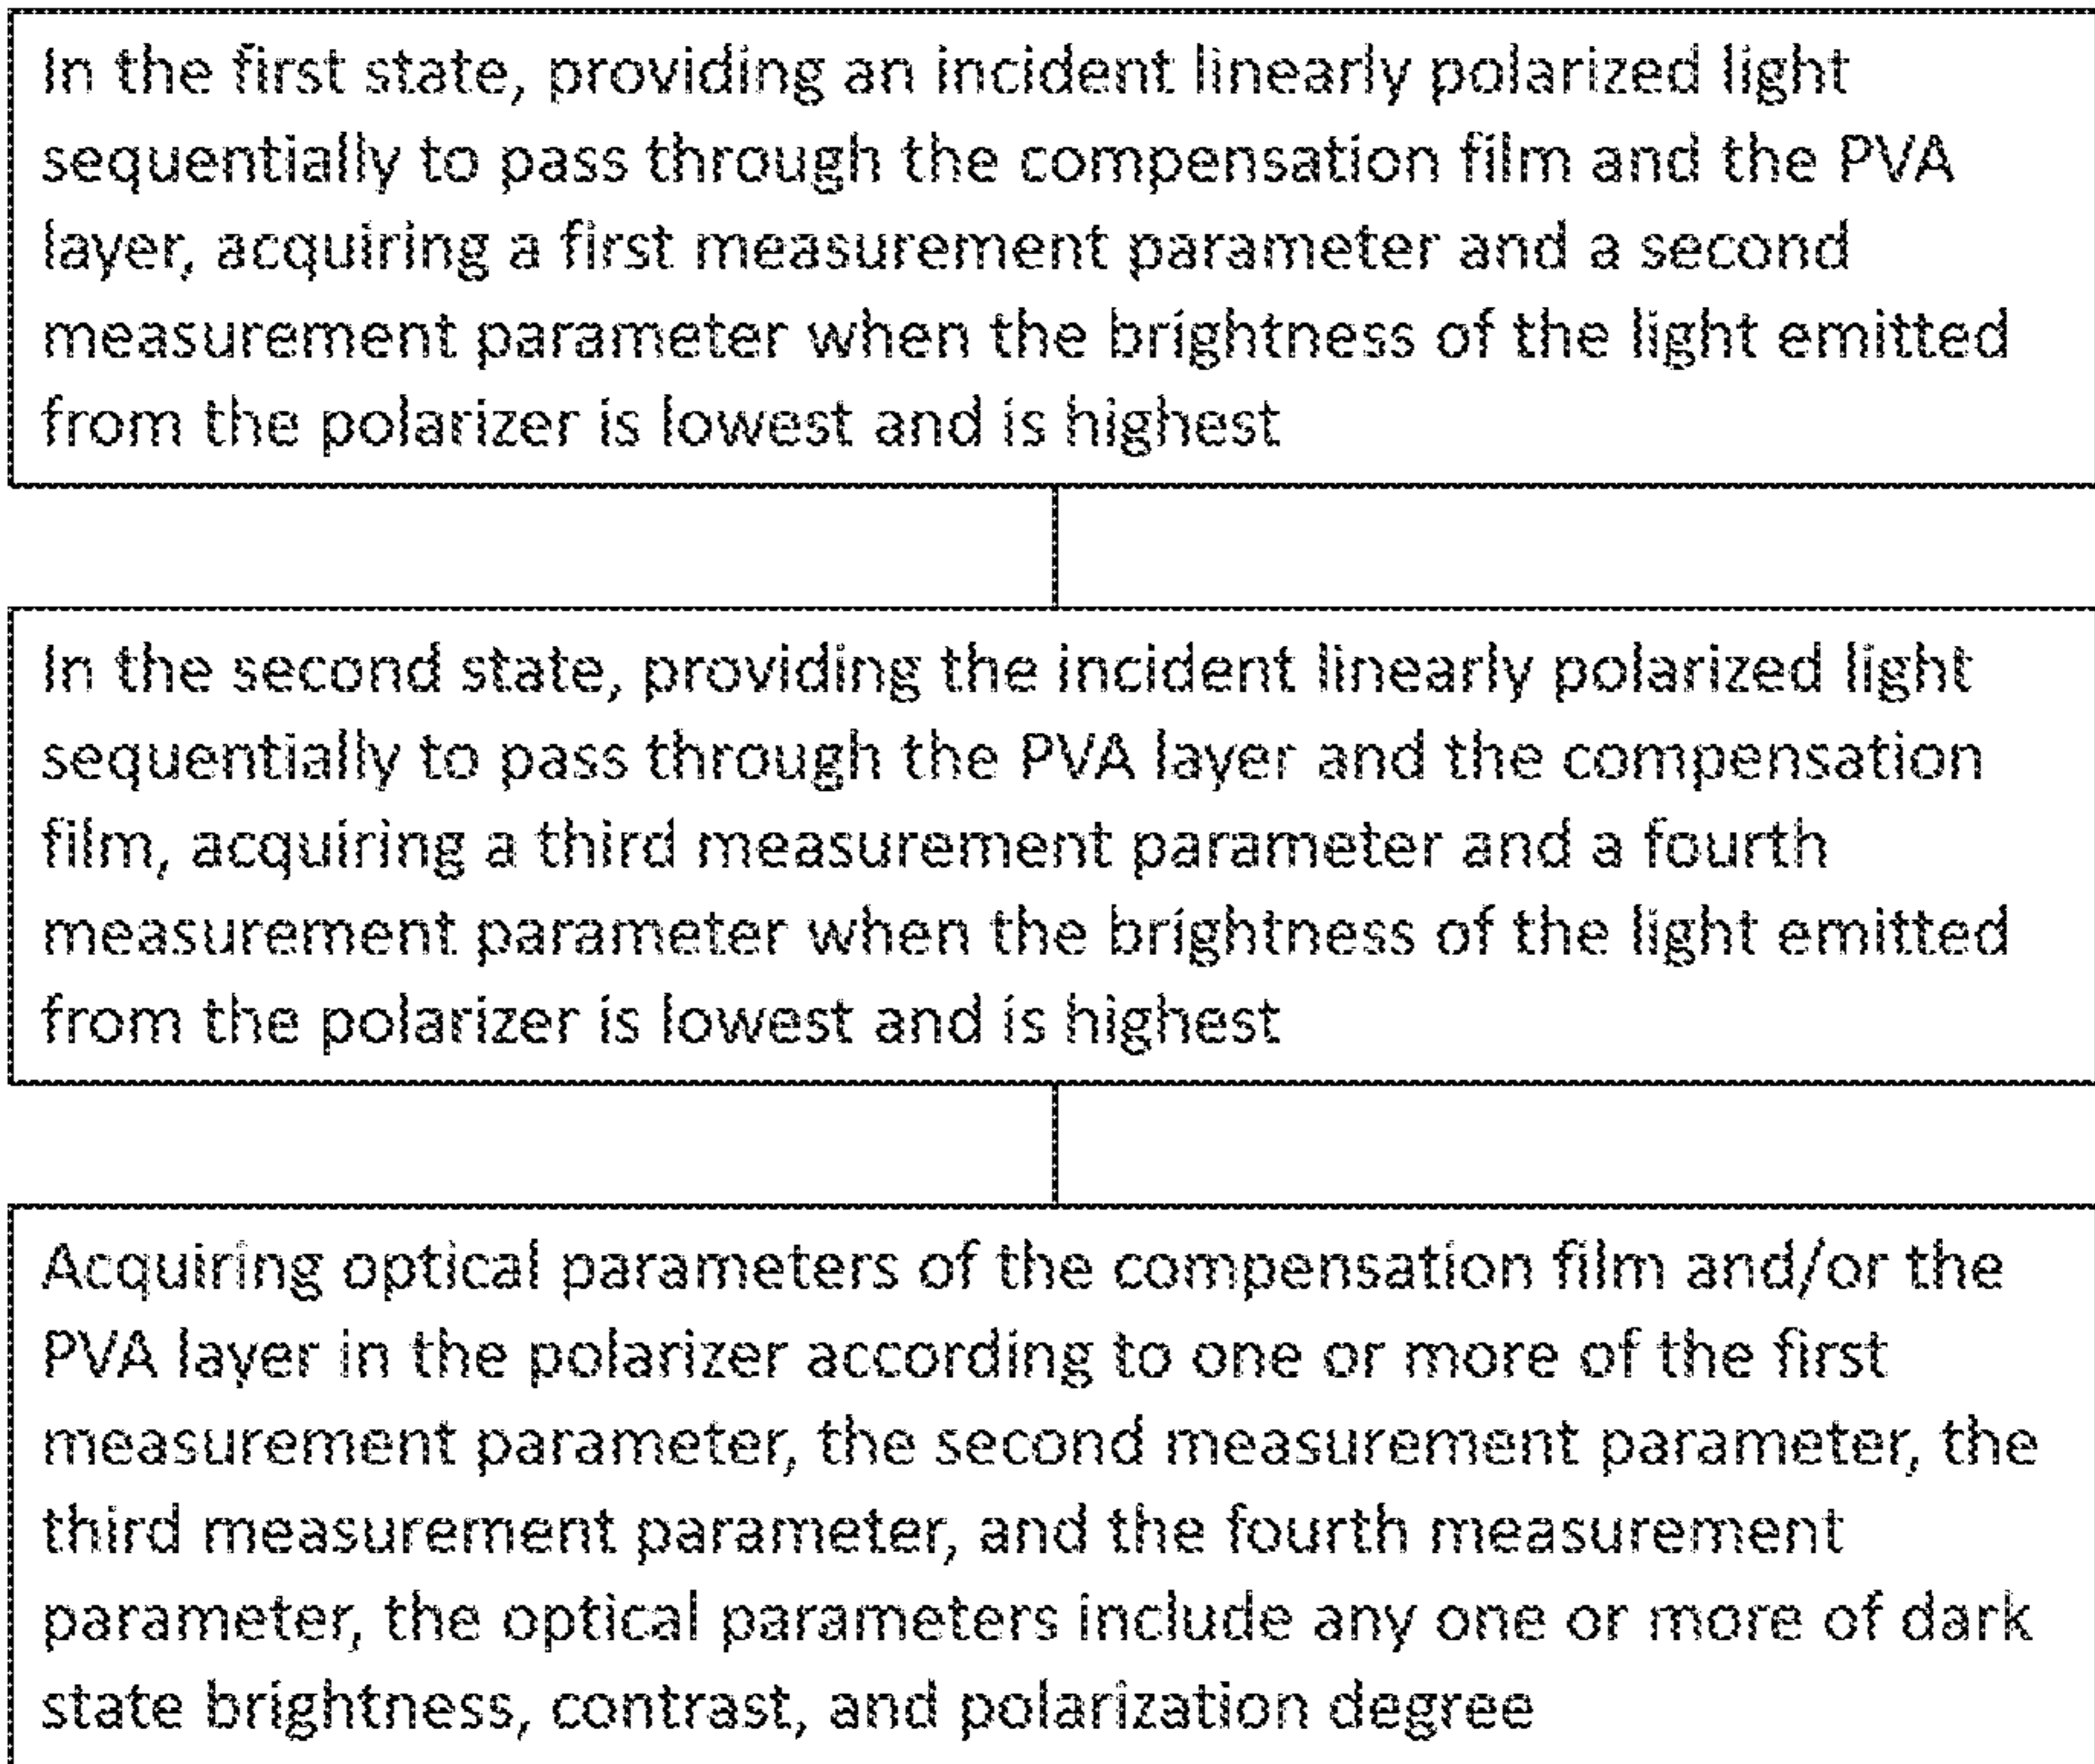 In the first state, providing an incident linearly polarized light
sequentially to pass through the compensation film and the PVA
layer, acquiring a first measurement parameter and a second
measurement parameter when the brightness of the light emitted
from the polarizer is lowest and is highest
In the second state, providing the incident linearly polarized light
sequentially to pass through the PVA layer and the compensation
film, acquiring a third measurement parameter and a fourth
measurement parameter when the brightness of the light emitted
from the polarizer is lowest and is highest
Acquiring optical parameters of the compensation film and/or the
PVA layer in the polarizer according to one or more of the first
measurement parameter, the second measurement parameter, the
third measurement parameter, and the fourth measurement
parameter, the optical parameters include any one or more of dark
state brightness, contrast, and polarization degree